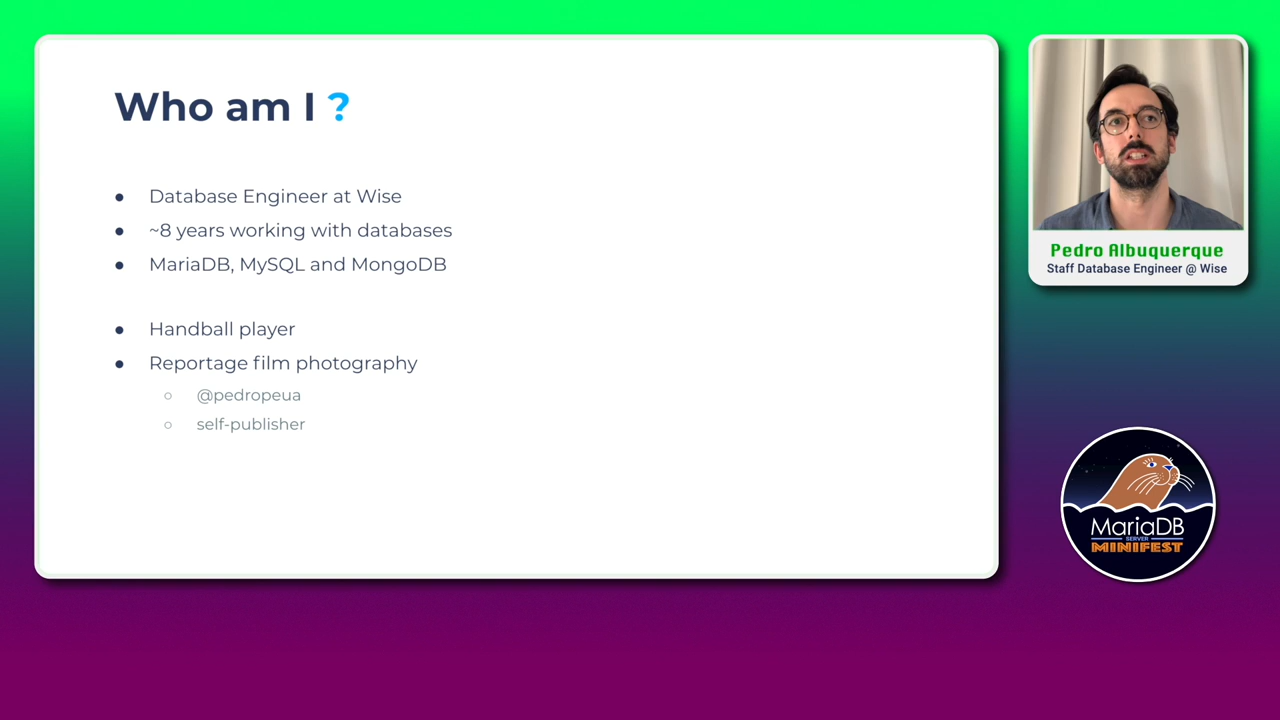 Who am I ?
● Database Engineer at Wise
● ~8 years working with databases
● MariaDB, MySQL and MongoDB
● Handball player
● Reportage film photography
○ @pedropeua
○ self-publisher
Pedro Albuquerque
Staff Database Engineer @ Wise
MariaDB
SERVER
MINIFEST